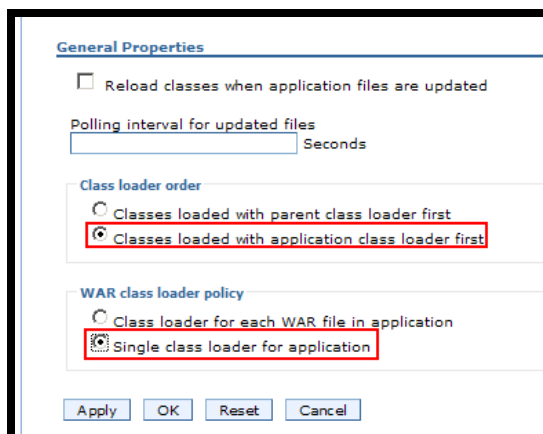 General Properties
Reload classes when application files are updated
Polling interval for updated files
Seconds
Class loader order
Classes loaded with parent class loader first
Classes loaded with application class loader first
WAR class loader policy
Class loader for each WAR file in application
Single class loader for application
Apply OK Reset Cancel